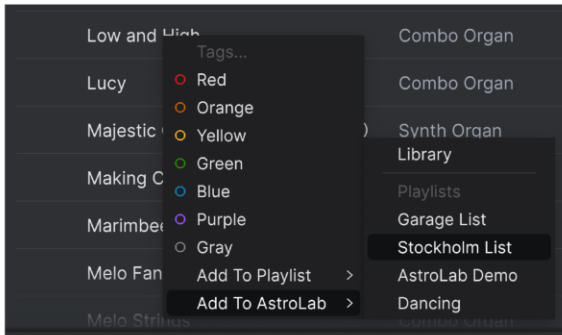 Low and High
Combo Organ
Tags...
Red
Lucy
Combo Organ
Orange
Majestic
)
Synth Organ
Yellow
Library
Green
Making C
Blue
Playlists
Purple
Garage List
Marimbe
Gray
Stockholm List
Melo Fan
Add To Playlist >
AstroLab Demo
Add To AstroLab >
Dancing
Melo Strings
Combo Organ